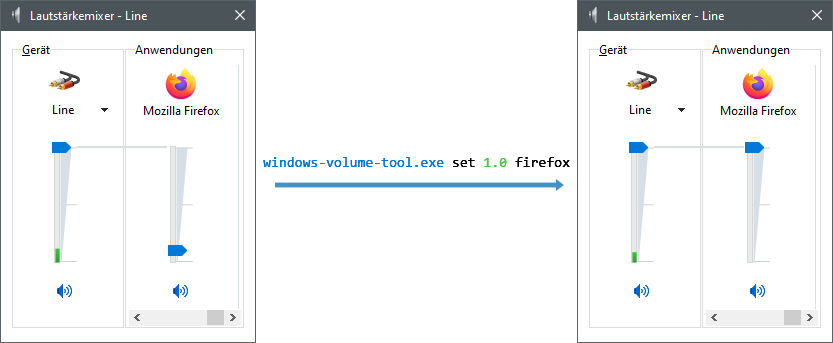 Lautstärkemixer - Line
Gerät
Anwendungen
Line
Mozilla Firefox
windows-volume-tool.exe set 1.0 firefox
Lautstärkemixer - Line
Gerät
Anwendungen
Line
Mozilla Firefox